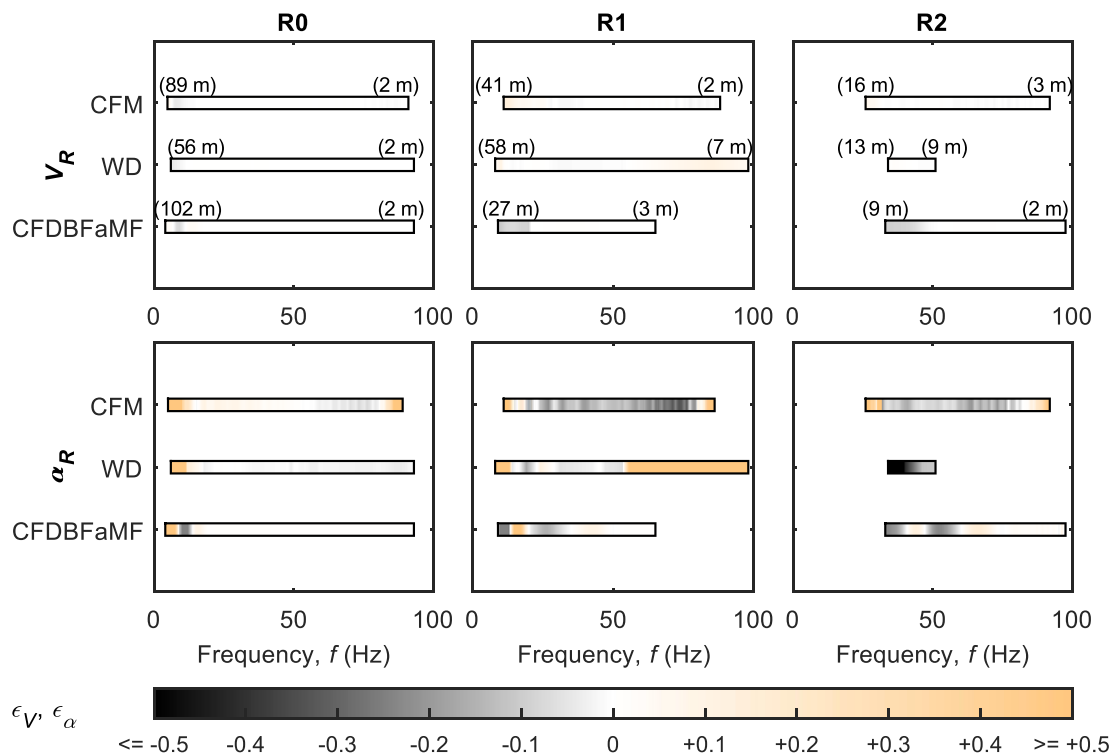 R0 R1 R2
(89 m) (2 m) (41 m) (2 m) (16 m) (3 m)
CFM
(56 m) (2 m) (58 m) (7 m) (13 m) (9 m)
V_R WD
(102 m) (2 m) (27 m) (3 m) (9 m) (2 m)
CFDBFaMF
0 50 100 0 50 100 0 50 100
CFM
α_R WD
CFDBFaMF
0 50 100 0 50 100 0 50 100
Frequency, f (Hz) Frequency, f (Hz) Frequency, f (Hz)
ϵ_V, ϵ_α
<= -0.5 -0.4 -0.3 -0.2 -0.1 0 +0.1 +0.2 +0.3 +0.4 >= +0.5